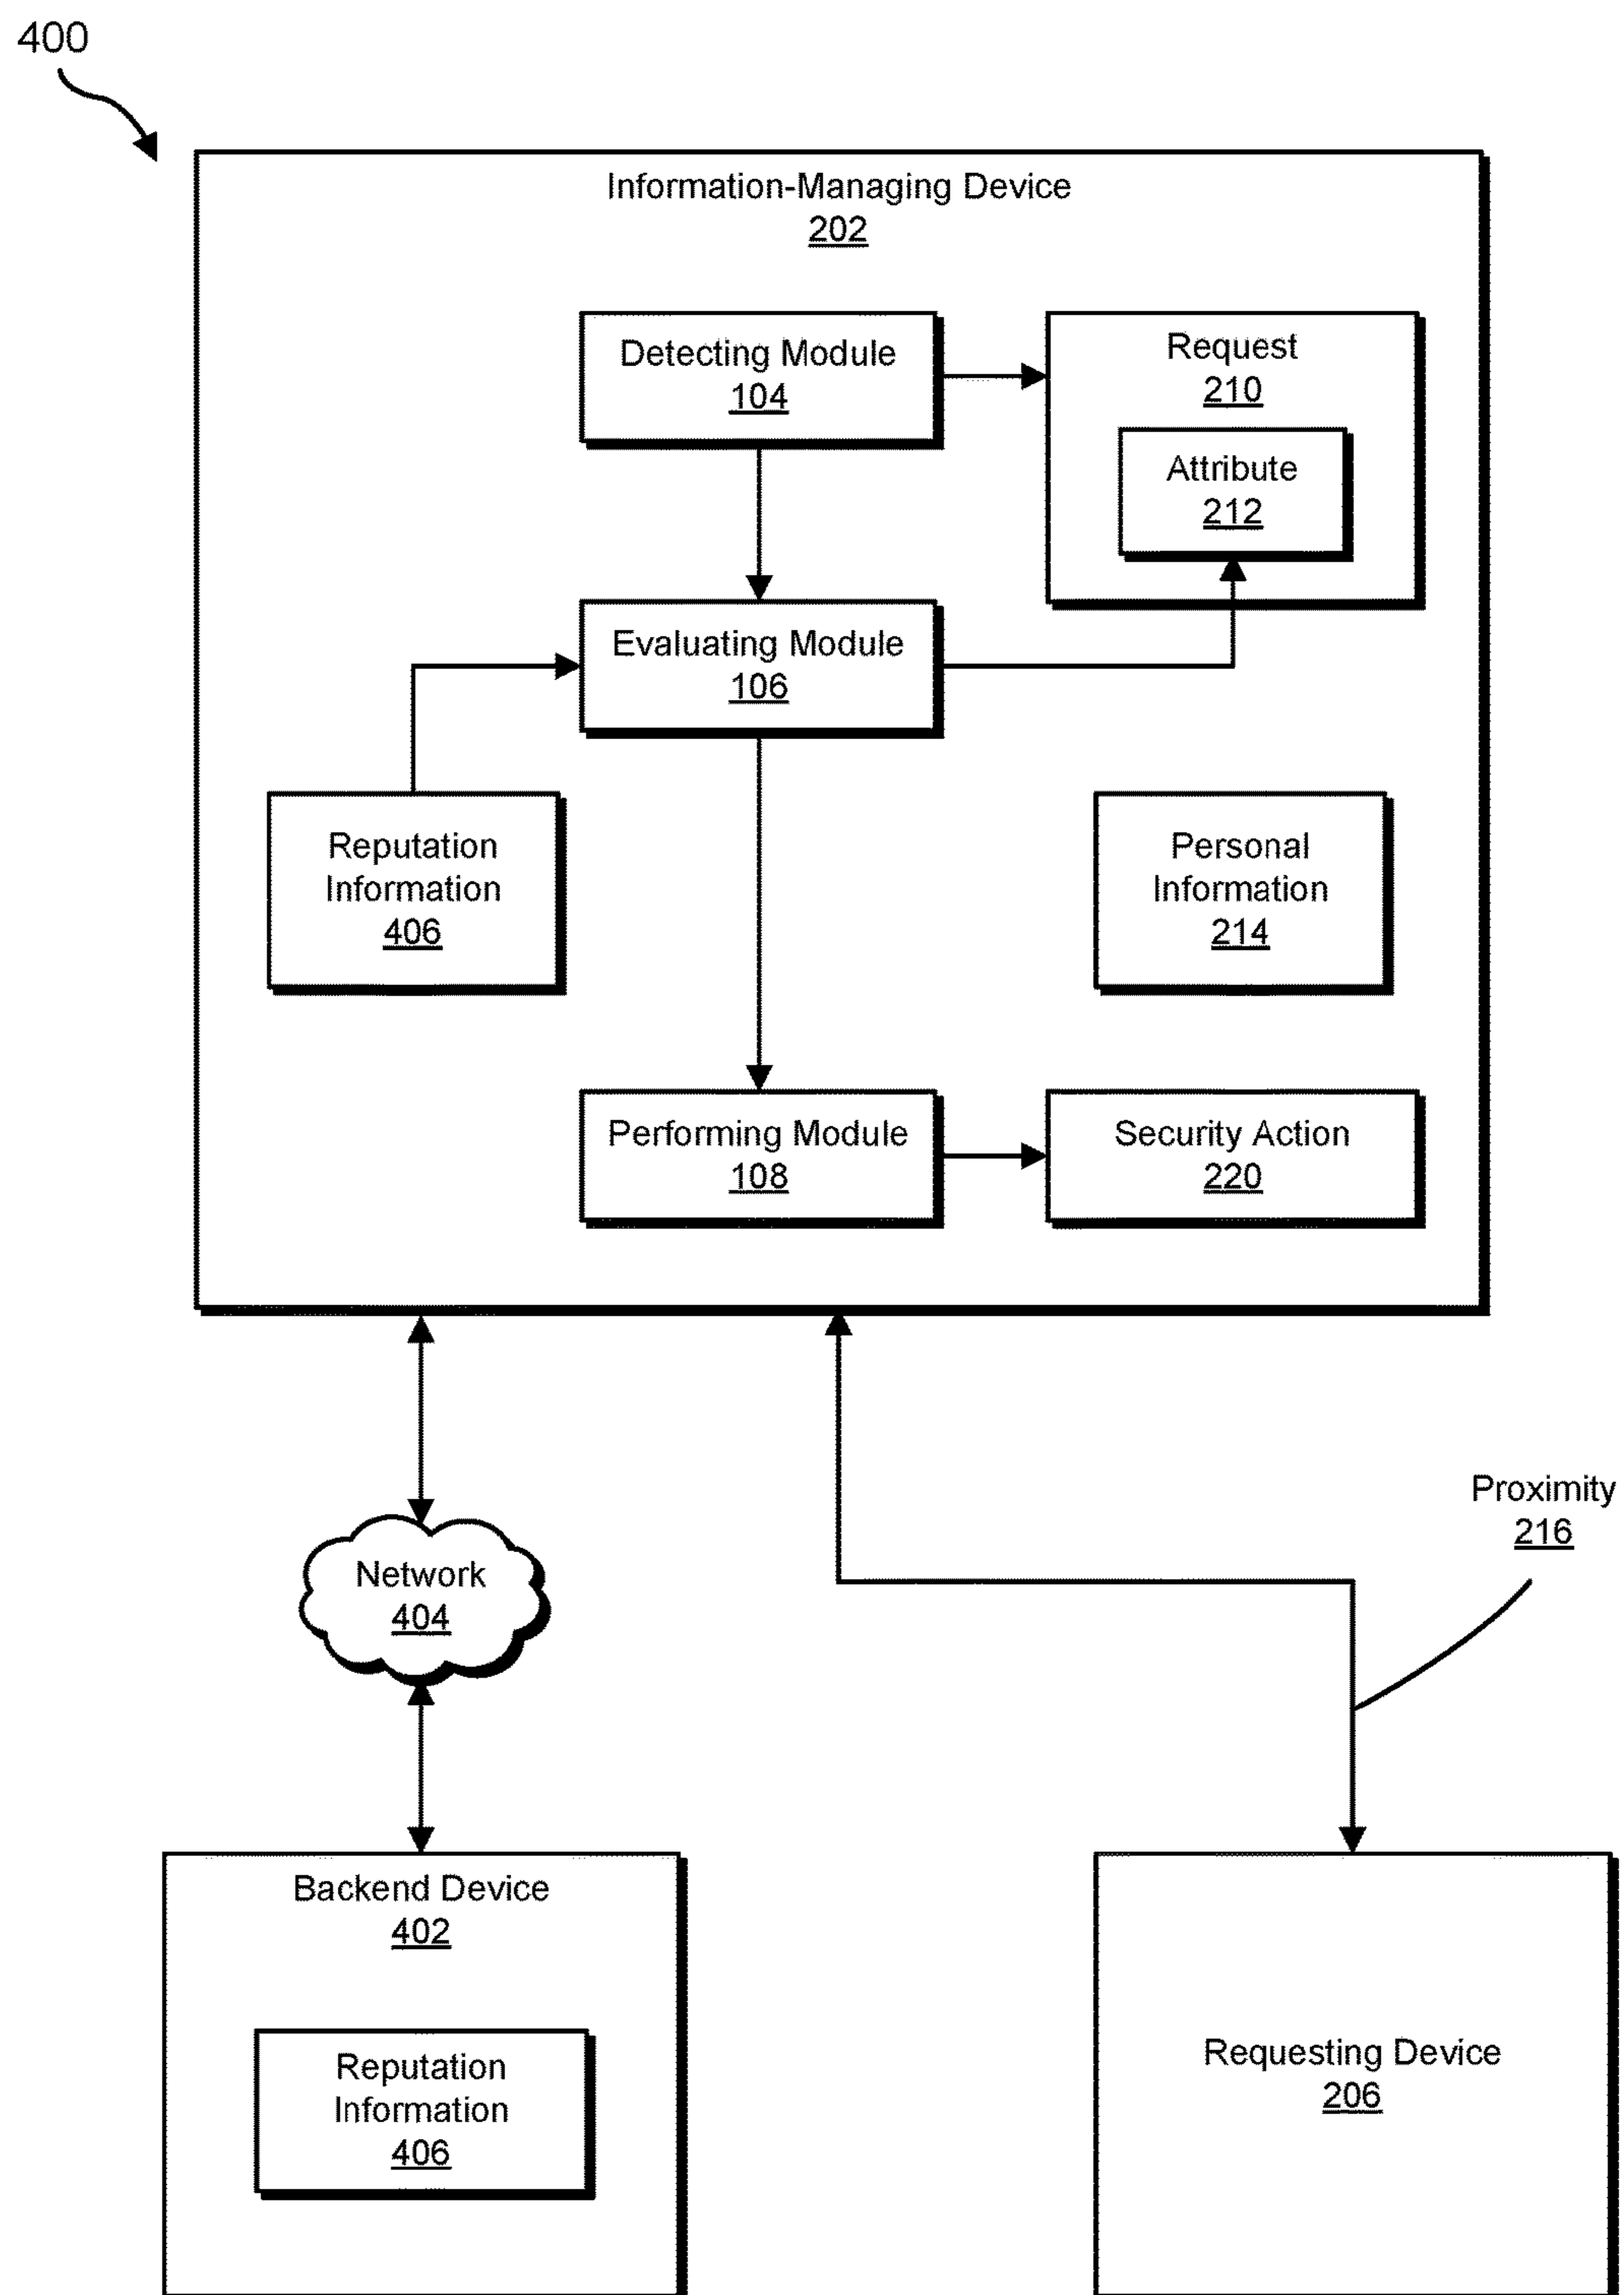 400
Information-Managing Device
202
Detecting Module
104
Request
210
Attribute
212
Evaluating Module
106
Reputation
Information
406
Personal
Information
214
Performing Module
108
Security Action
220
Proximity
216
Network
404
Backend Device
402
Reputation
Information
406
Requesting Device
206